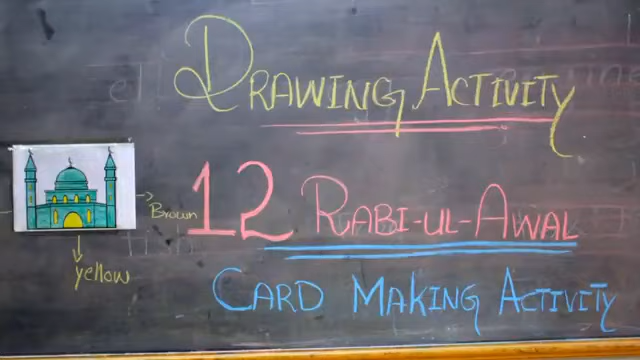 DRAWING ACTIVITY
Brown
12 RABI-UL-AWAL
yellow
CARD MAKING ACTIVITY